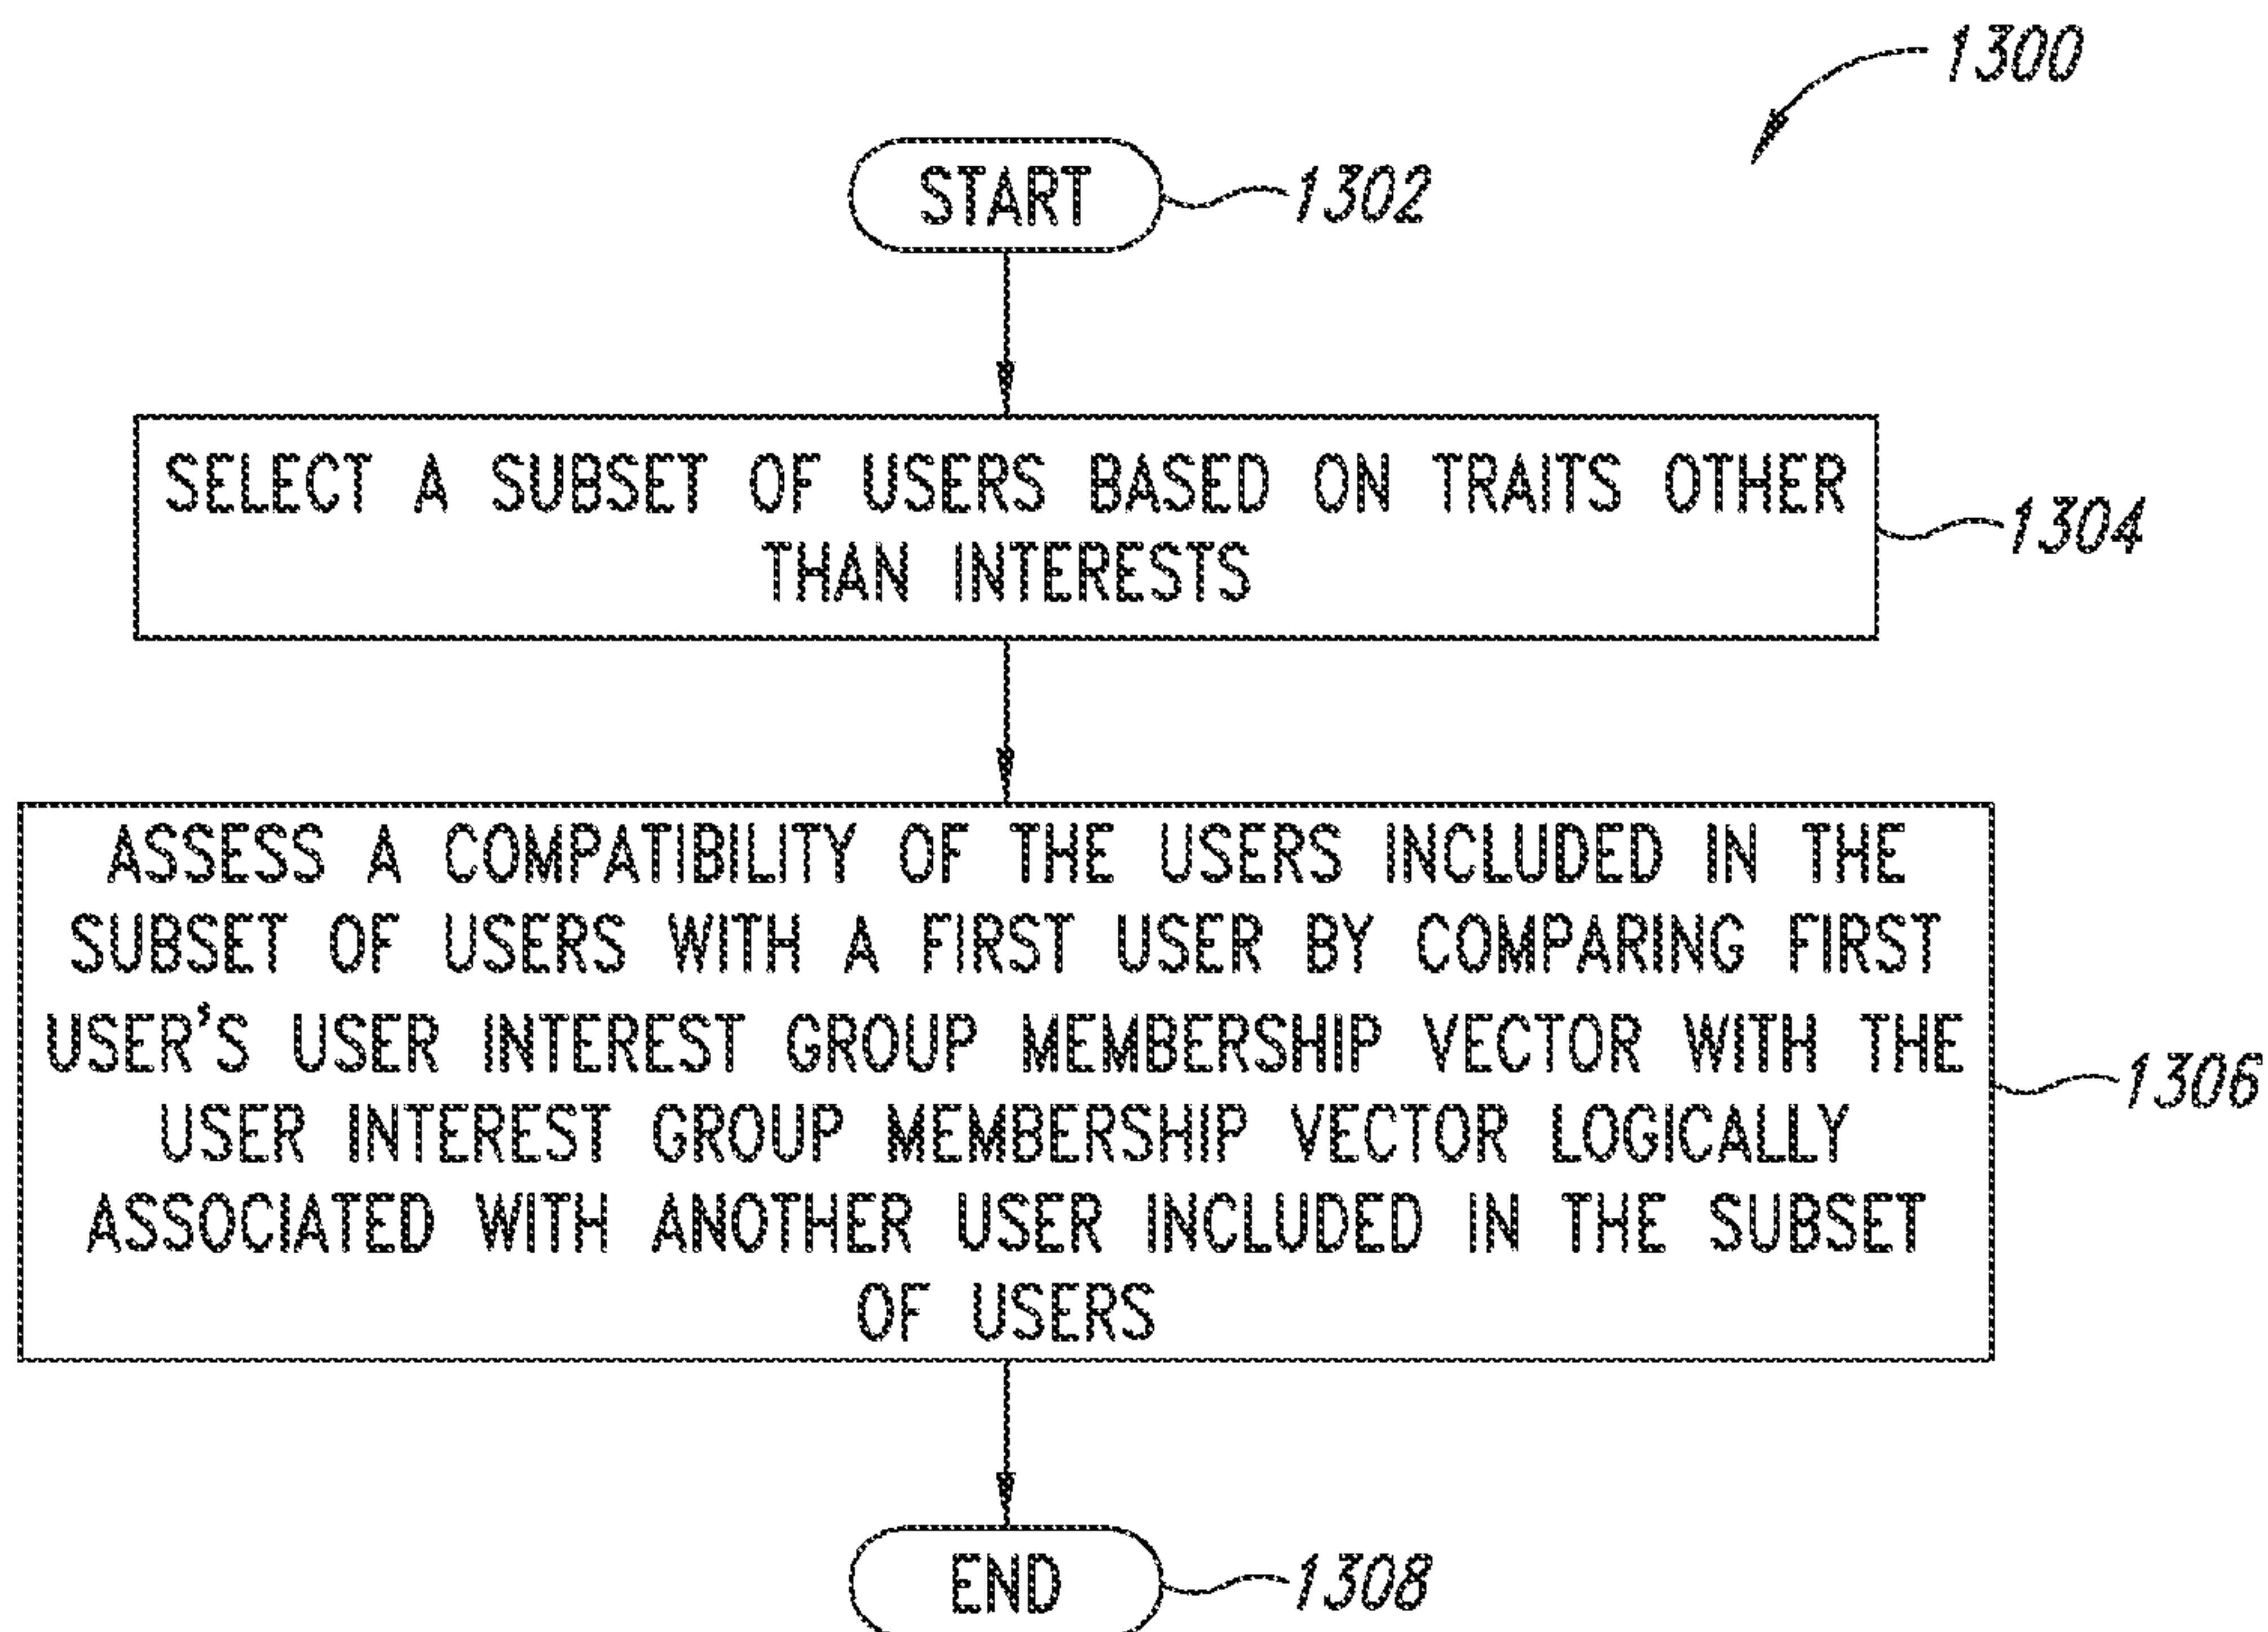 1300
START
1302
SELECT A SUBSET OF USERS BASED ON TRAITS OTHER
THAN INTERESTS
1304
ASSESS A COMPATIBILITY OF THE USERS INCLUDED IN THE
SUBSET OF USERS WITH A FIRST USER BY COMPARING FIRST
USER'S USER INTEREST GROUP MEMBERSHIP VECTOR WITH THE
USER INTEREST GROUP MEMBERSHIP VECTOR LOGICALLY
ASSOCIATED WITH ANOTHER USER INCLUDED IN THE SUBSET
OF USERS
1306
END
1308